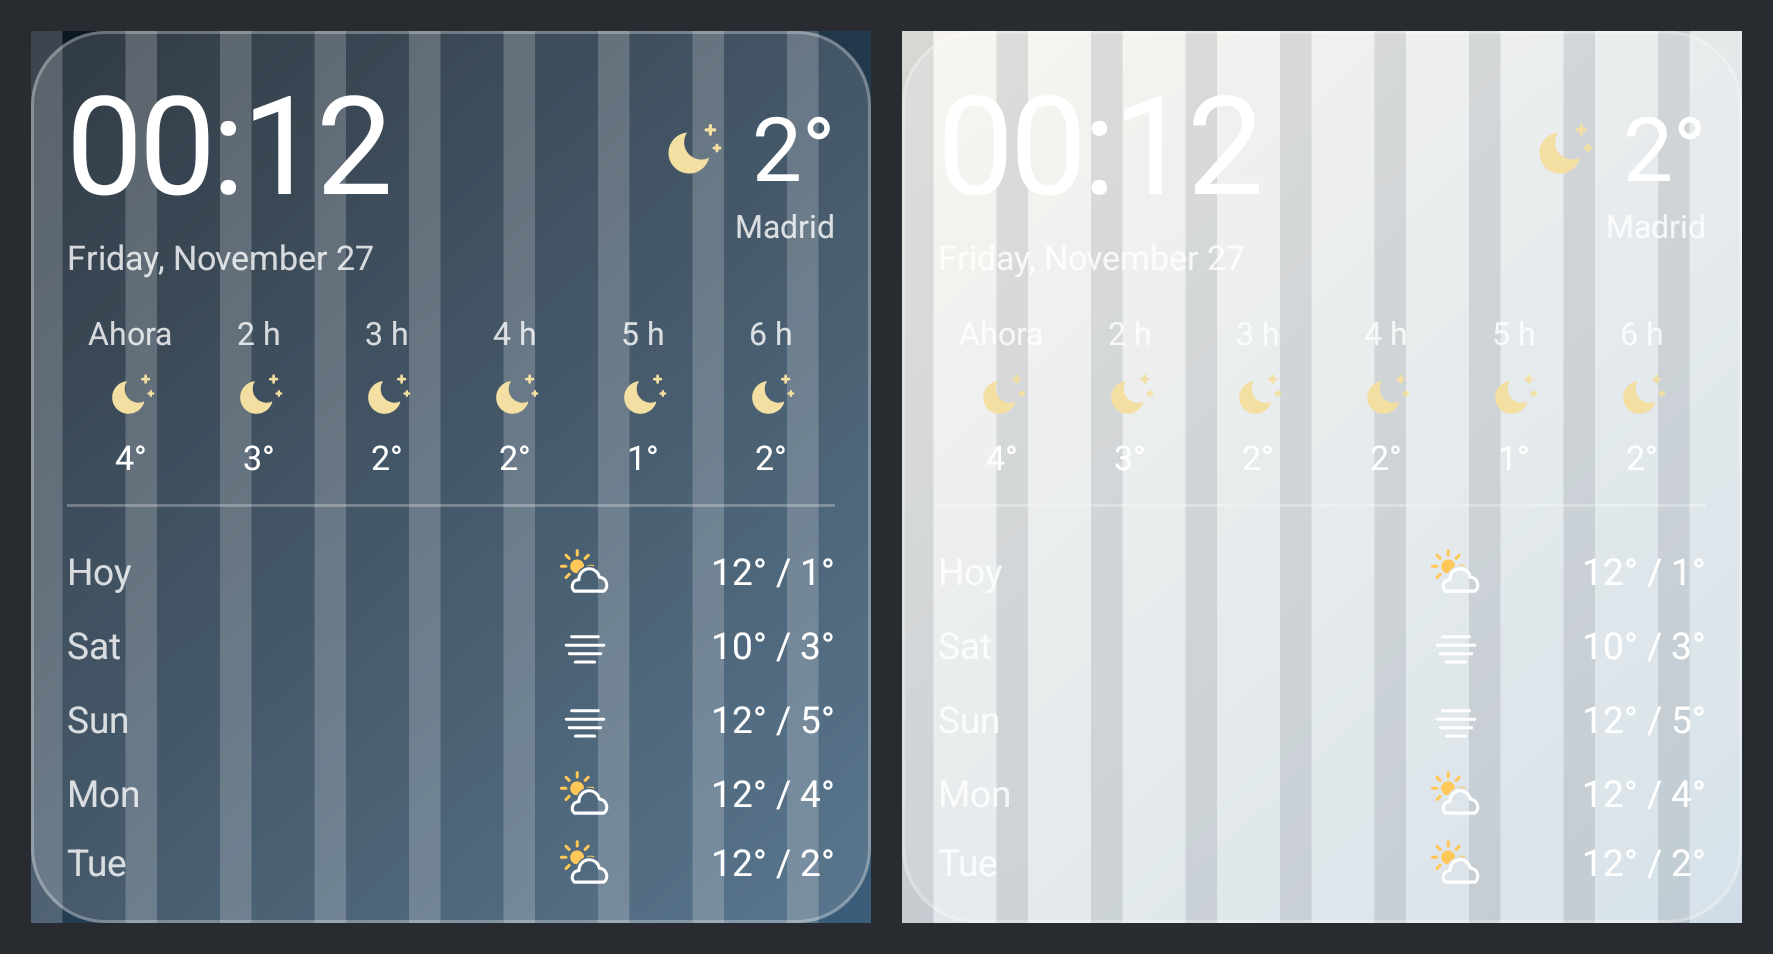 00:12
2°
Madrid
Friday, November 27
Ahora 2 h 3 h 4 h 5 h 6 h
4° 3° 2° 2° 1° 2°
Hoy 12° / 1°
Sat 10° / 3°
Sun 12° / 5°
Mon 12° / 4°
Tue 12° / 2°
00:12
2°
Madrid
Friday, November 27
Ahora 2 h 3 h 4 h 5 h 6 h
4° 3° 2° 2° 1° 2°
Hoy 12° / 1°
Sat 10° / 3°
Sun 12° / 5°
Mon 12° / 4°
Tue 12° / 2°